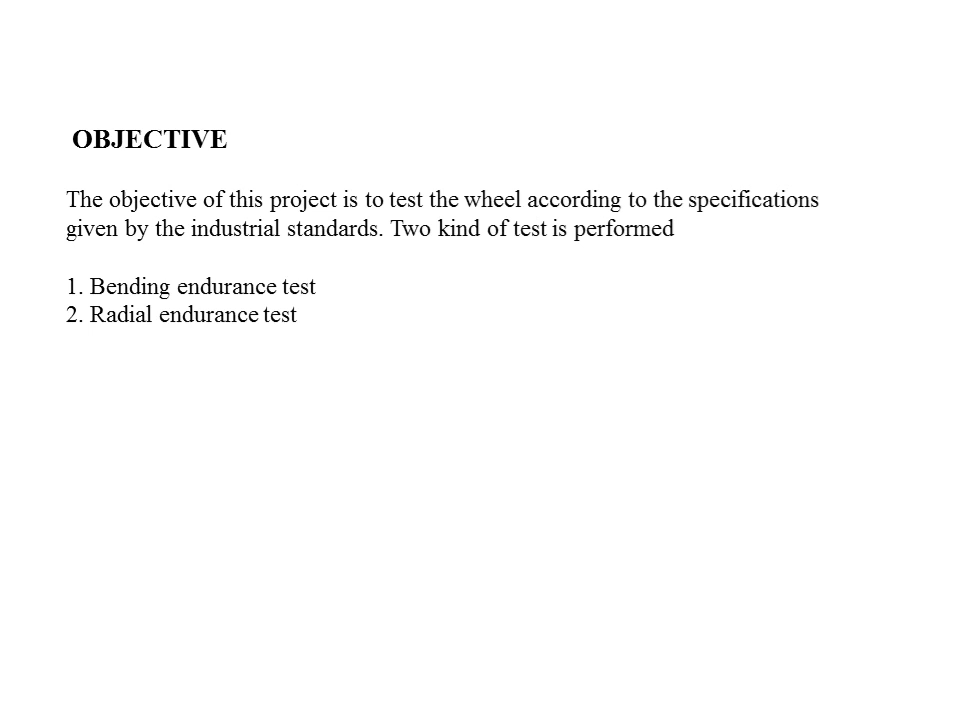 OBJECTIVE
The objective of this project is to test the wheel according to the specifications
given by the industrial standards. Two kind of test is performed
1. Bending endurance test
2. Radial endurance test